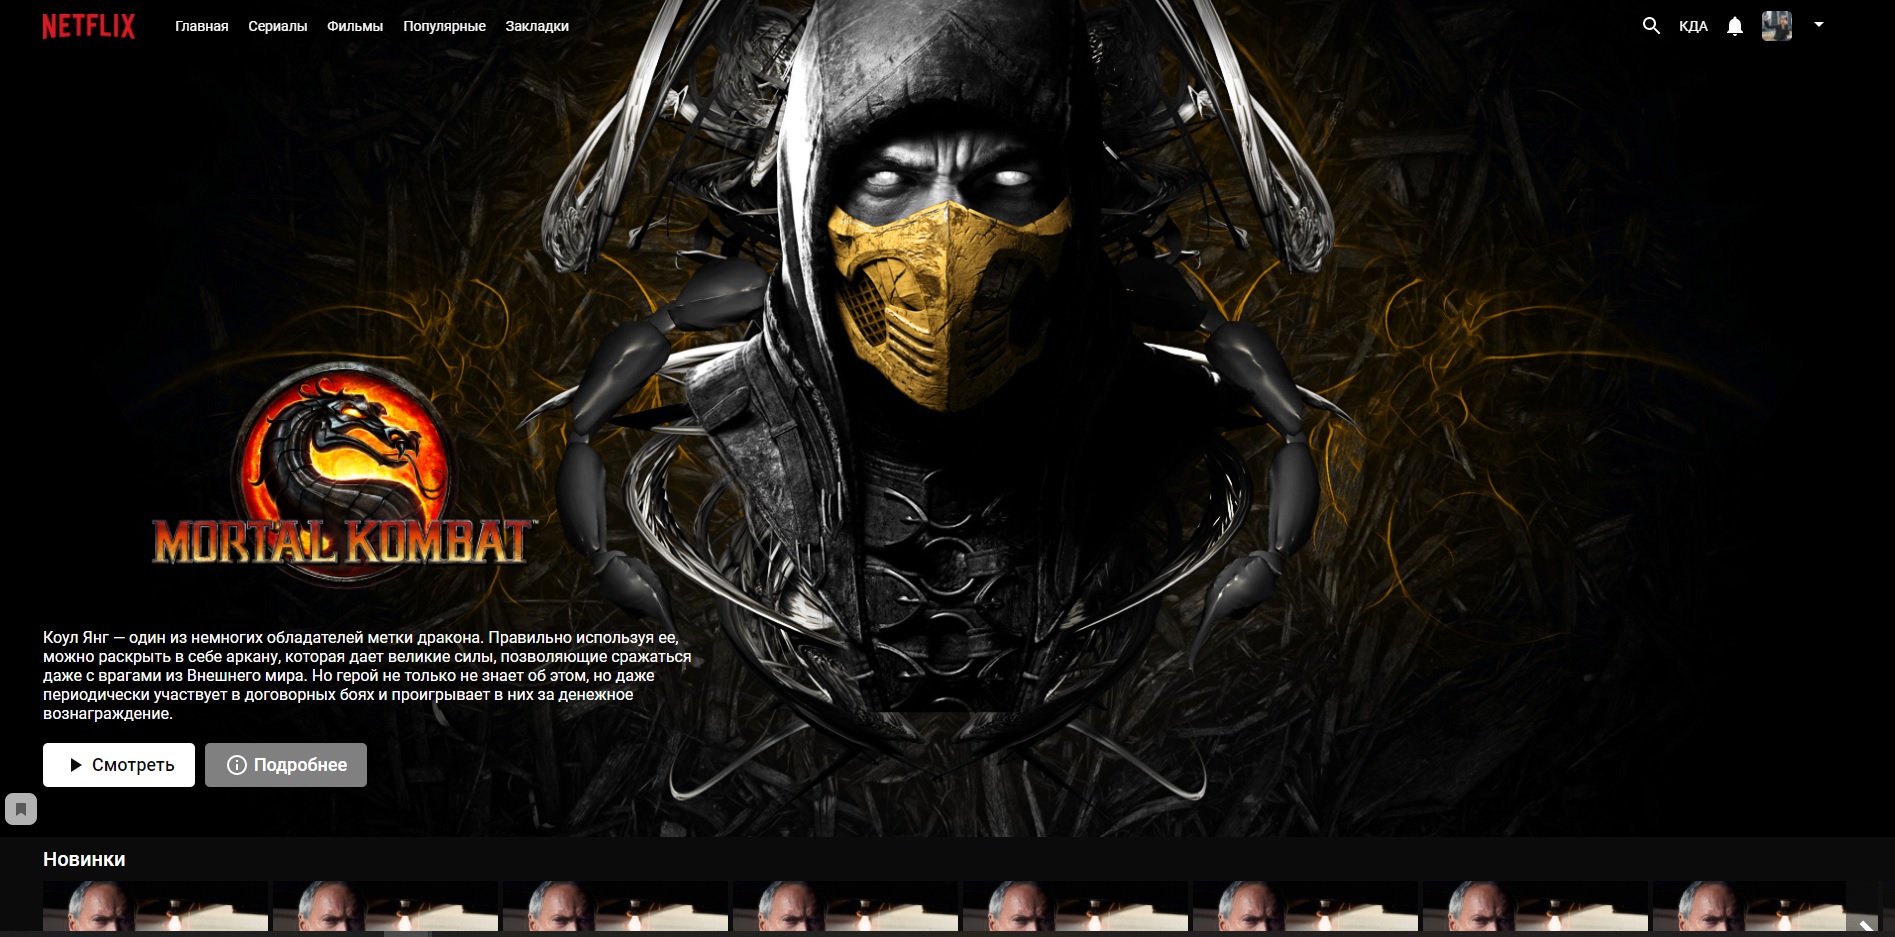 NETFLIX Главная Сериалы Фильмы Популярные Закладки КДА
MORTAL KOMBAT™
Коул Янг — один из немногих обладателей метки дракона. Правильно используя ее,
можно раскрыть в себе аркану, которая дает великие силы, позволяющие сражаться
даже с врагами из Внешнего мира. Но герой не только не знает об этом, но даже
периодически участвует в договорных боях и проигрывает в них за денежное
вознаграждение.
Смотреть Подробнее
Новинки